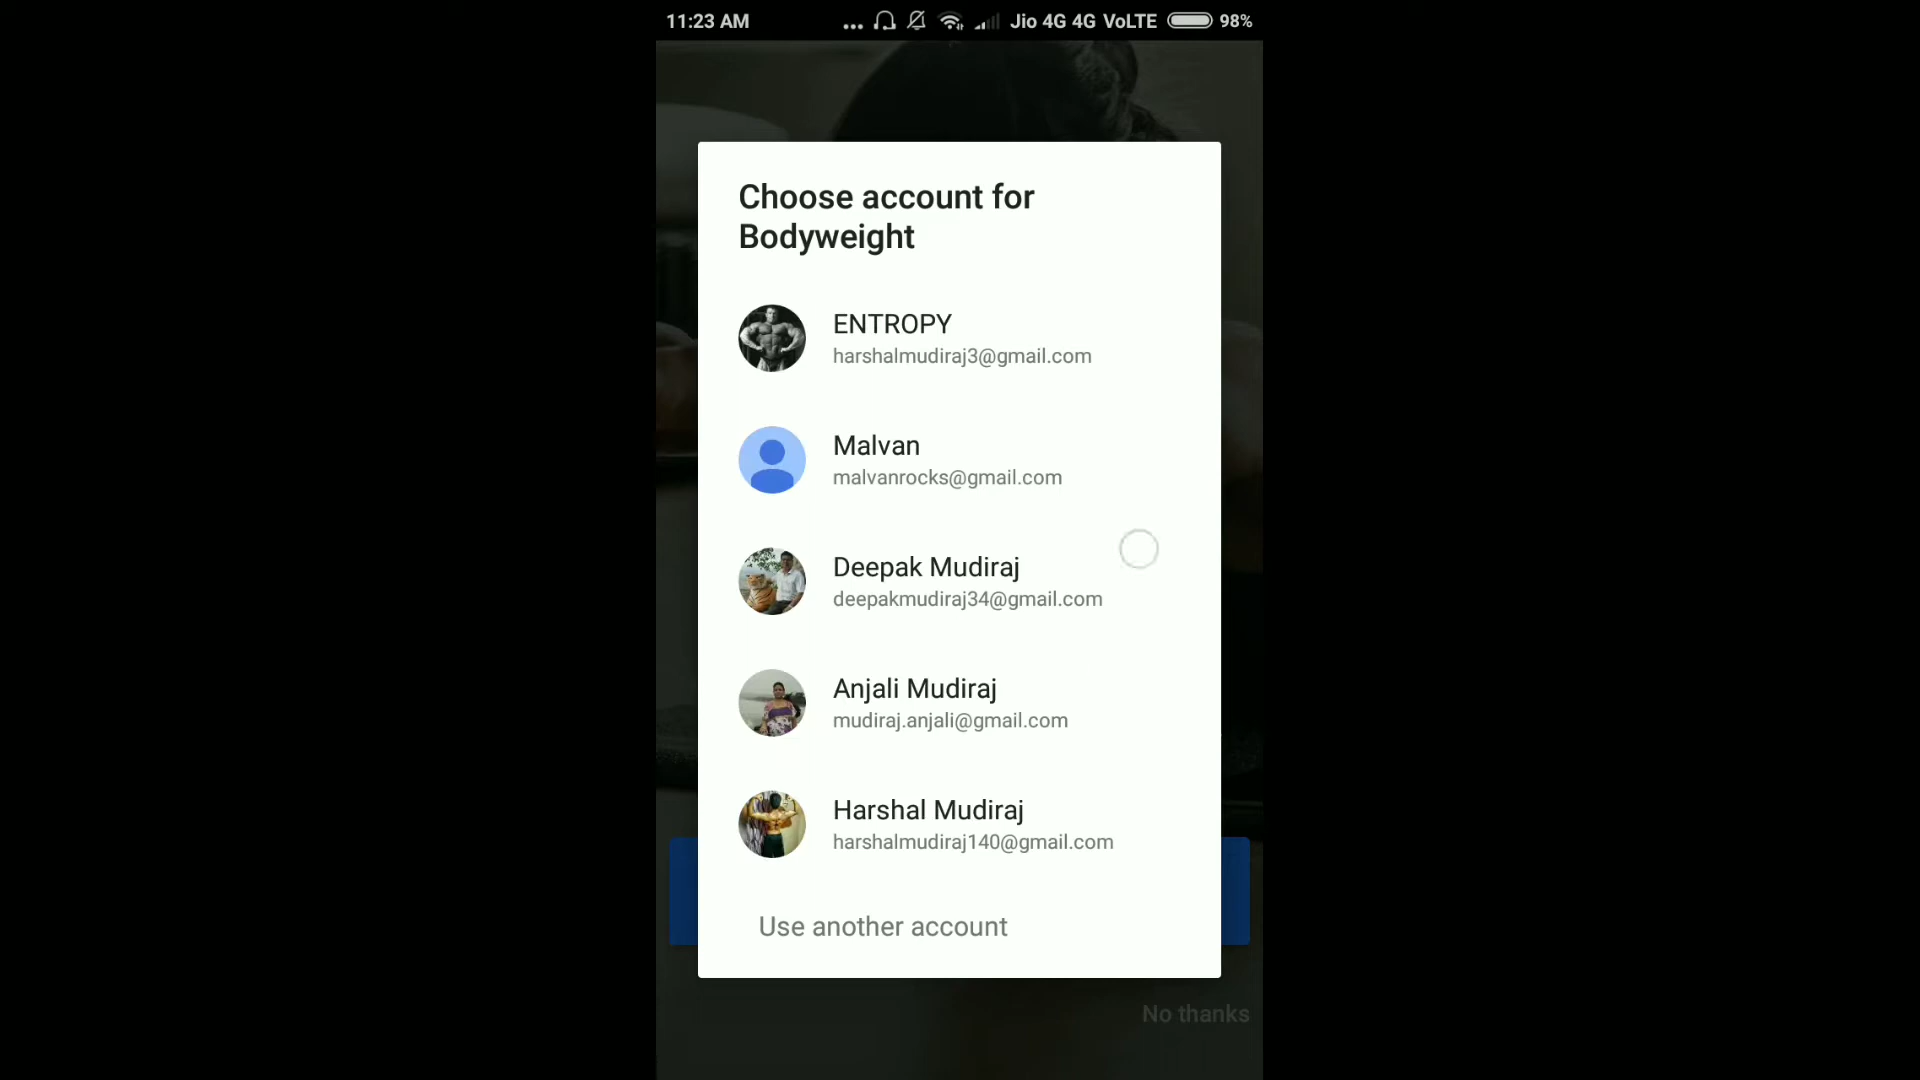 11:23 AM ... Jio 4G 4G VoLTE 98%
Choose account for
Bodyweight
ENTROPY
harshalmudiraj3@gmail.com
Malvan
malvanrocks@gmail.com
Deepak Mudiraj
deepakmudiraj34@gmail.com
Anjali Mudiraj
mudiraj.anjali@gmail.com
Harshal Mudiraj
harshalmudiraj140@gmail.com
Use another account
No thanks